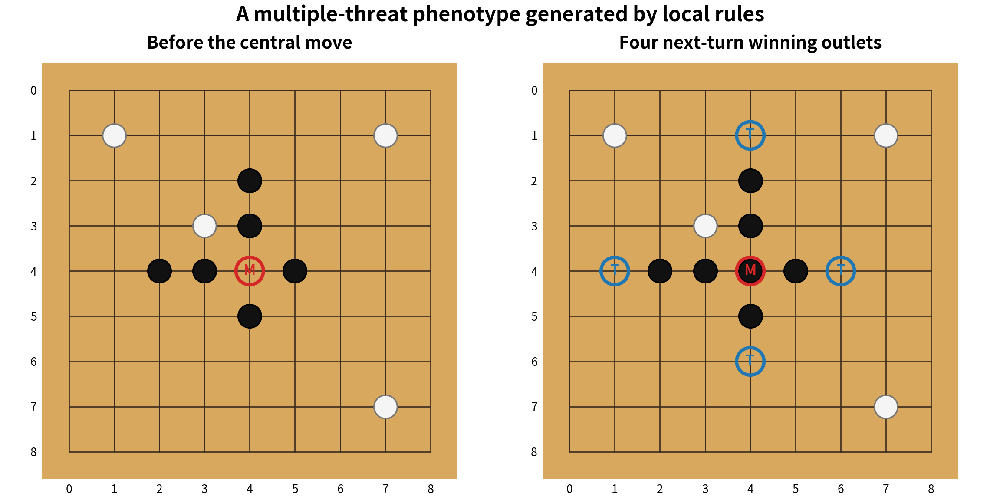 A multiple-threat phenotype generated by local rules
Before the central move
Four next-turn winning outlets
0
1
2
3
4
5
6
7
8
M
0 1 2 3 4 5 6 7 8
0
1
2
3
4
5
6
7
8
T
T M T
T
0 1 2 3 4 5 6 7 8